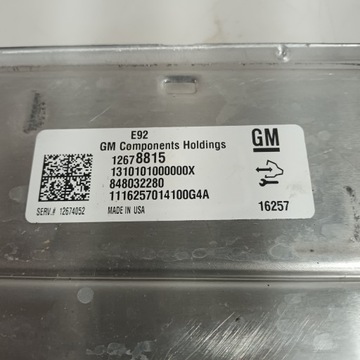 E92
GM Components Holdings
12678815
1310101000000X
848032280
1116257014100G4A
SERV.# 12674052
MADE IN USA
GM
16257